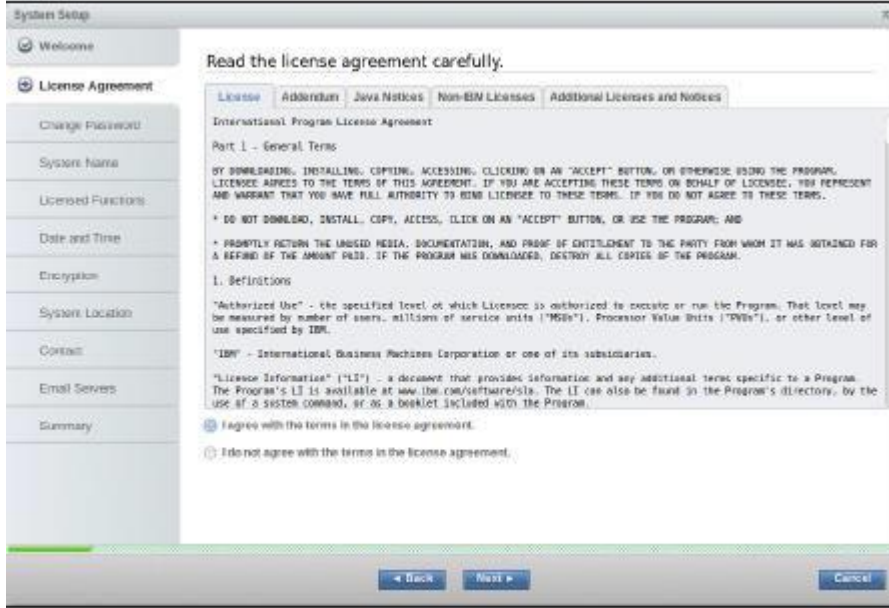 System Setup
Welcome
License Agreement
Change Password
System Name
Licensed Functions
Date and Time
Encryption
System Location
Contact
Email Servers
Summary
Read the license agreement carefully.
License Addendum Java Notices Non-IBM Licenses Additional Licenses and Notices
International Program License Agreement
Part 1 - General Terms
BY DOWNLOADING, INSTALLING, COPYING, ACCESSING, CLICKING ON AN "ACCEPT" BUTTON, OR OTHERWISE USING THE PROGRAM,
LICENSEE AGREES TO THE TERMS OF THIS AGREEMENT. IF YOU ARE ACCEPTING THESE TERMS ON BEHALF OF LICENSEE, YOU REPRESENT
AND WARRANT THAT YOU HAVE FULL AUTHORITY TO BIND LICENSEE TO THESE TERMS. IF YOU DO NOT AGREE TO THESE TERMS.
* DO NOT DOWNLOAD, INSTALL, COPY, ACCESS, CLICK ON AN "ACCEPT" BUTTON, OR USE THE PROGRAM; AND
* PROMPTLY RETURN THE UNUSED MEDIA, DOCUMENTATION, AND PROOF OF ENTITLEMENT TO THE PARTY FROM WHOM IT WAS OBTAINED FOR
A REFUND OF THE AMOUNT PAID. IF THE PROGRAM WAS DOWNLOADED, DESTROY ALL COPIES OF THE PROGRAM.
1. Definitions
"Authorized Use" - the specified level at which Licensee is authorized to execute or run the Program. That level may
be measured by number of users, millions of service units ("MSUs"), Processor Value Units ("PVUs"), or other level of
use specified by IBM.
"IBM" - International Business Machines Corporation or one of its subsidiaries.
"License Information" ("LI") - a document that provides information and any additional terms specific to a Program.
The Program's LI is available at www.ibm.com/software/sla. The LI can also be found in the Program's directory, by the
use of a system command, or as a booklet included with the Program.
I agree with the terms in the license agreement.
I do not agree with the terms in the license agreement.
◄ Back Next ► Cancel